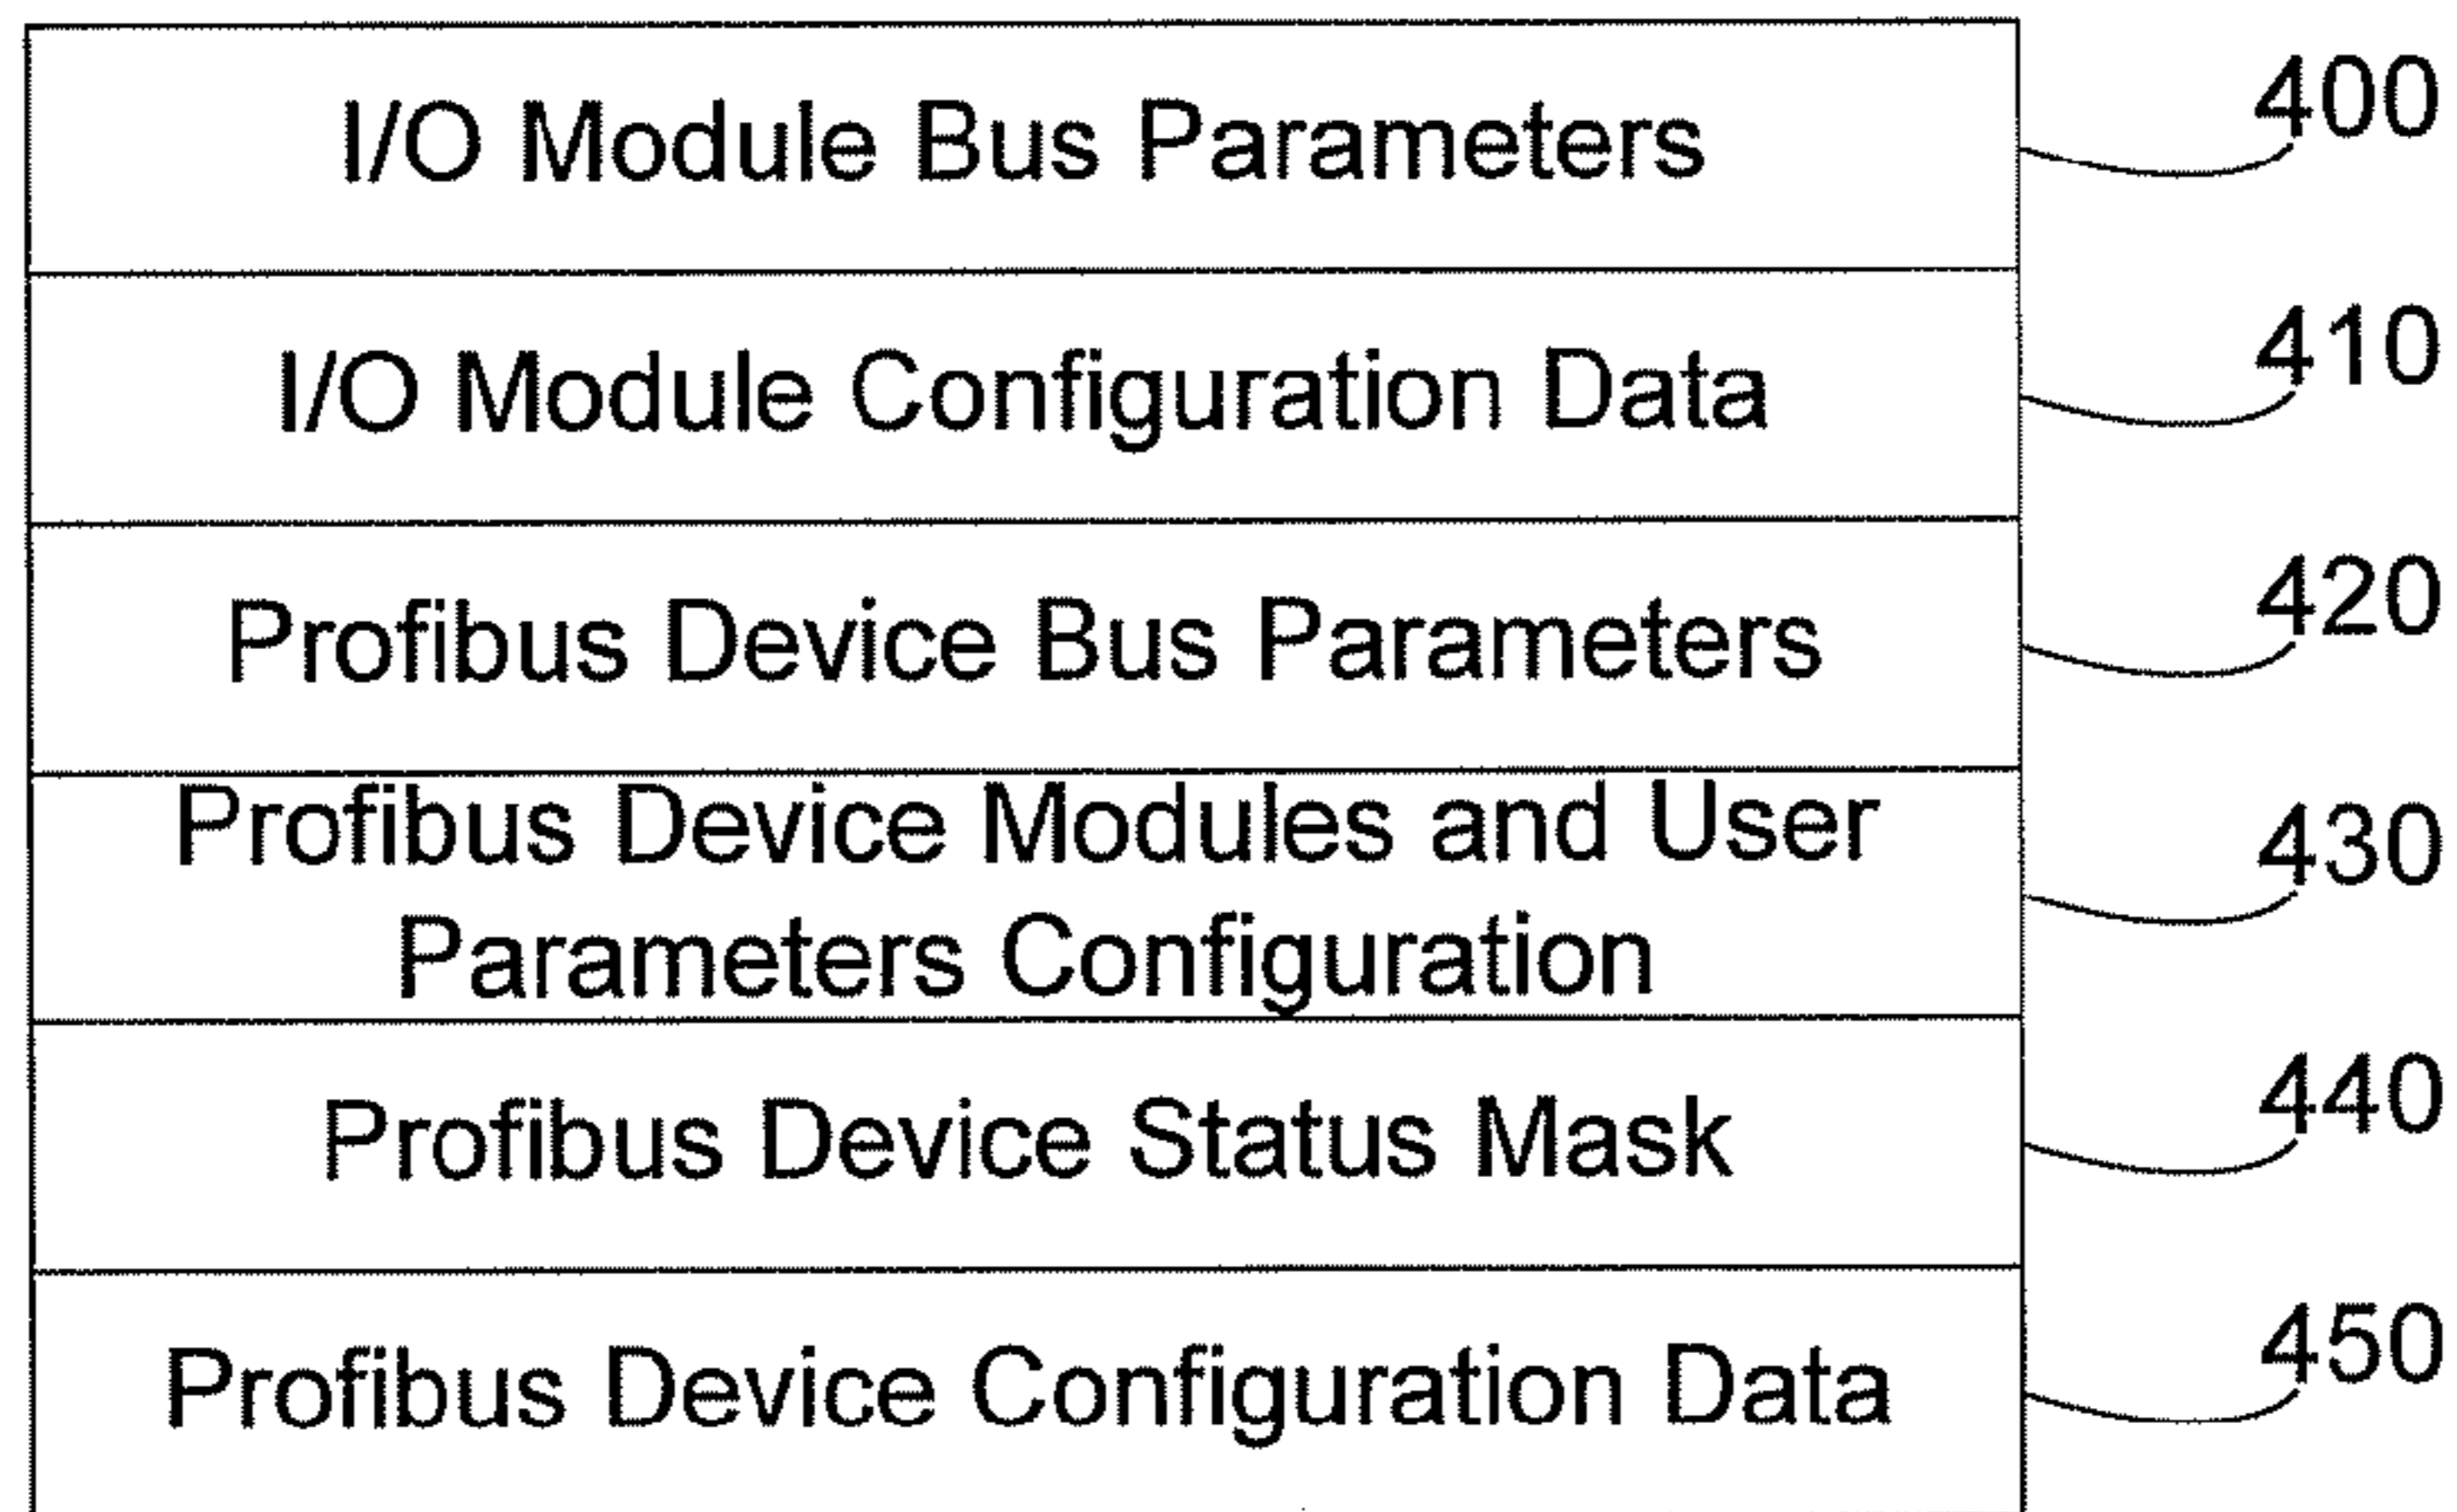 I/O Module Bus Parameters 400
I/O Module Configuration Data 410
Profibus Device Bus Parameters 420
Profibus Device Modules and User
Parameters Configuration 430
Profibus Device Status Mask 440
Profibus Device Configuration Data 450